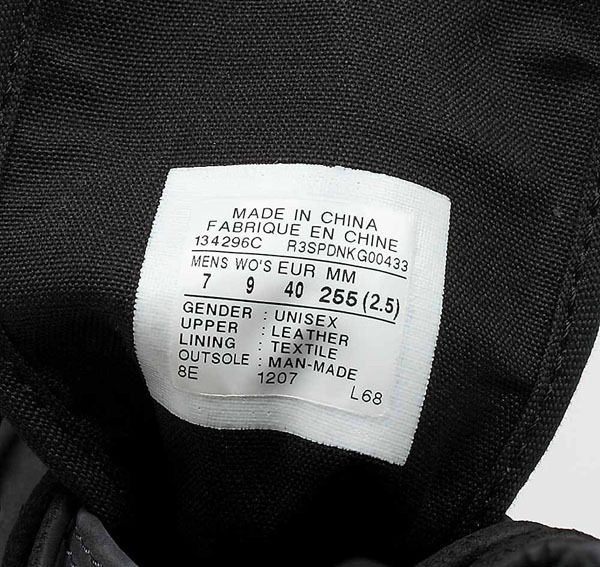 MADE IN CHINA
FABRIQUE EN CHINE
134296C R3SPDNKG00433
MENS WO'S EUR MM
7 9 40 255 (2.5)
GENDER : UNISEX
UPPER : LEATHER
LINING : TEXTILE
OUTSOLE : MAN-MADE
8E 1207 L68